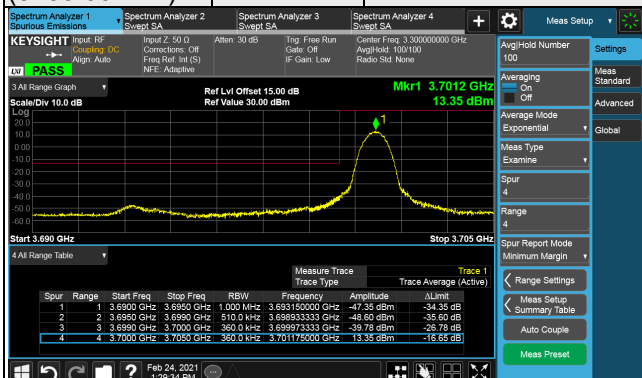 Spectrum Analyzer 1
Spurious Emissions
Spectrum Analyzer 2
Swept SA
Spectrum Analyzer 3
Swept SA
Spectrum Analyzer 4
Swept SA
Meas Setup
KEYSIGHT
Input: RF
Coupling: DC
Align: Auto
Input Z: 50 Ω
Corrections: Off
Freq Ref: Int (S)
NFE: Adaptive
Atten: 30 dB
Trig: Free Run
Gate: Off
IF Gain: Low
Center Freq: 3.300000000 GHz
Avg|Hold: 100/100
Radio Std: None
LXI PASS
3 All Range Graph
Ref Lvl Offset 15.00 dB
Mkr1 3.7012 GHz
Scale/Div 10.0 dB
Ref Value 30.00 dBm
13.35 dBm
Log
20.0
10.0
0.00
-10.0
-20.0
-30.0
-40.0
-50.0
-60.0
1
Start 3.690 GHz
Stop 3.705 GHz
4 All Range Table
Measure Trace Trace 1
Trace Type Trace Average (Active)
Spur Range Start Freq Stop Freq RBW Frequency Amplitude ΔLimit
1 1 3.6900 GHz 3.6950 GHz 1.000 MHz 3.693150000 GHz -47.35 dBm -34.35 dB
2 2 3.6950 GHz 3.6990 GHz 510.0 kHz 3.698933333 GHz -48.60 dBm -35.60 dB
3 3 3.6990 GHz 3.7000 GHz 360.0 kHz 3.699973333 GHz -39.78 dBm -26.78 dB
4 4 3.7000 GHz 3.7050 GHz 360.0 kHz 3.701175000 GHz 13.35 dBm -16.65 dB
Avg|Hold Number
100
Averaging
On
Off
Average Mode
Exponential
Meas Type
Examine
Spur
4
Range
4
Spur Report Mode
Minimum Margin
Range Settings
Meas Setup
Summary Table
Auto Couple
Meas Preset
Settings
Meas
Standard
Advanced
Global
Feb 24, 2021
1:29:34 PM